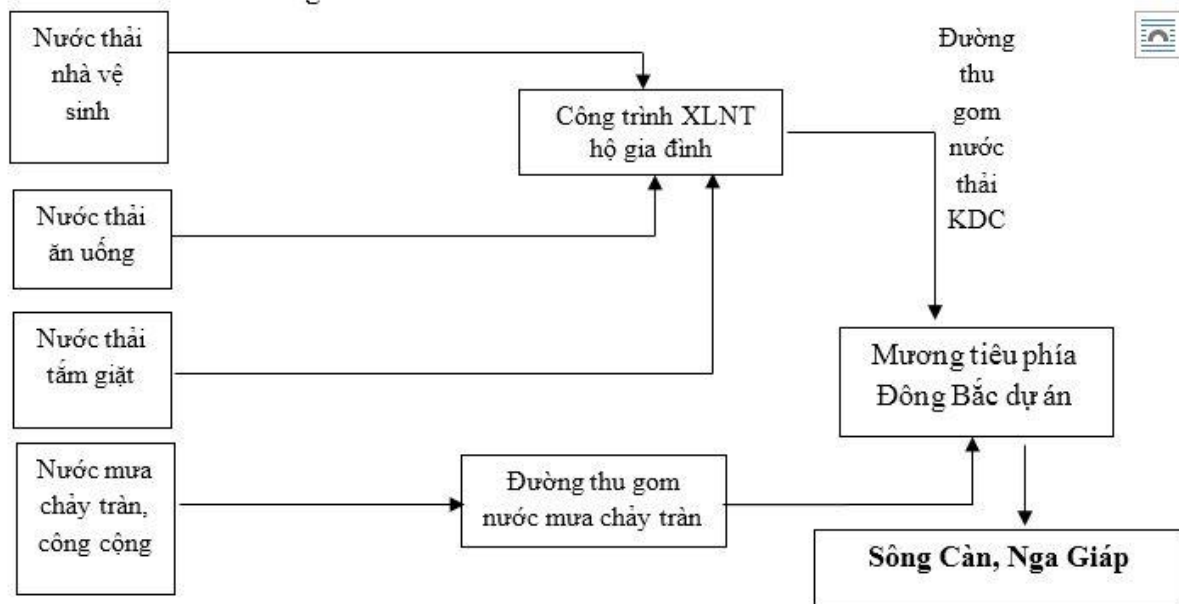 Nước thải
nhà vệ
sinh
Công trình XLNT
hộ gia đình
Đường
thu
gom
nước
thải
KDC
Nước thải
ăn uống
Nước thải
tắm giặt
Mương tiêu phía
Đông Bắc dự án
Nước mưa
chảy tràn,
công cộng
Đường thu gom
nước mưa chảy tràn
Sông Càn, Nga Giáp